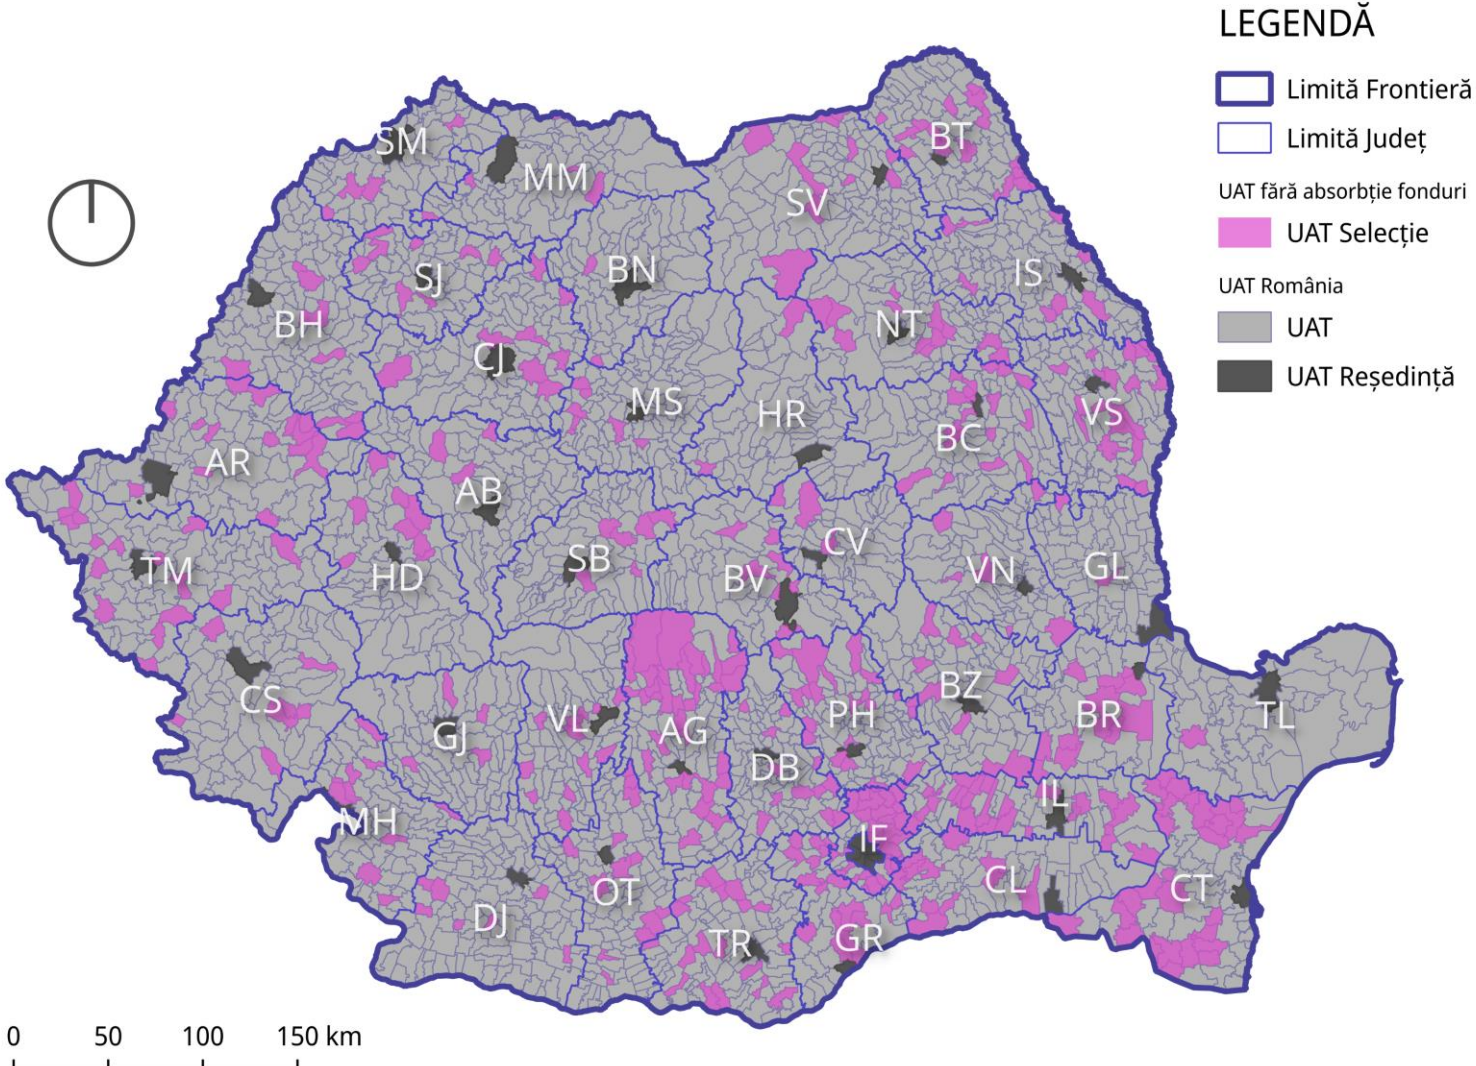 LEGENDĂ
Limită Frontieră
Limită Județ
UAT fără absorbție fonduri
UAT Selecție
UAT România
UAT
UAT Reședință
SM
MM
BT
SV
SJ
BN
IS
BH
NT
CJ
MS
HR
VS
BC
AR
AB
CV
TM
HD
SB
BV
VN
GL
CS
BZ
VL
PH
BR
TL
GJ
AG
DB
IL
MH
IF
CL
CT
OT
DJ
TR
GR
0 50 100 150 km